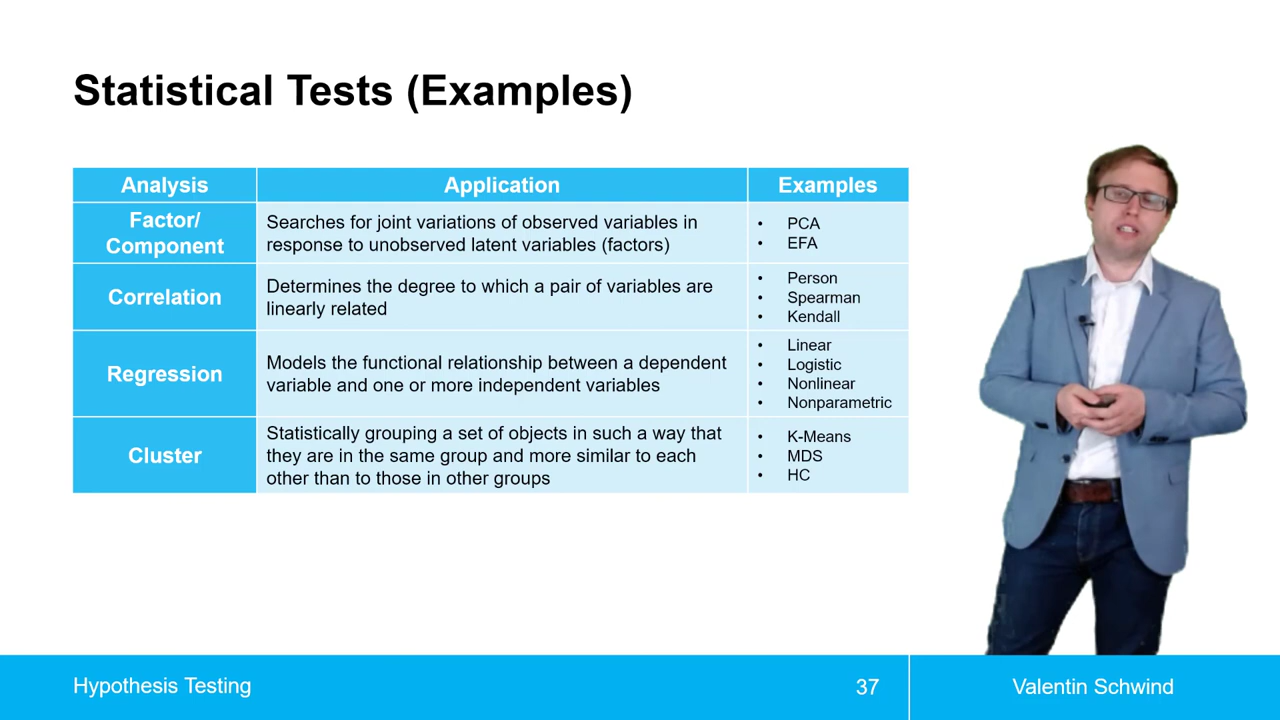 Statistical Tests (Examples)
Analysis
Application
Examples
Factor/
Component
Searches for joint variations of observed variables in
response to unobserved latent variables (factors)
• PCA
• EFA
Correlation
Determines the degree to which a pair of variables are
linearly related
• Person
• Spearman
• Kendall
Regression
Models the functional relationship between a dependent
variable and one or more independent variables
• Linear
• Logistic
• Nonlinear
• Nonparametric
Cluster
Statistically grouping a set of objects in such a way that
they are in the same group and more similar to each
other than to those in other groups
• K-Means
• MDS
• HC
Hypothesis Testing
37
Valentin Schwind